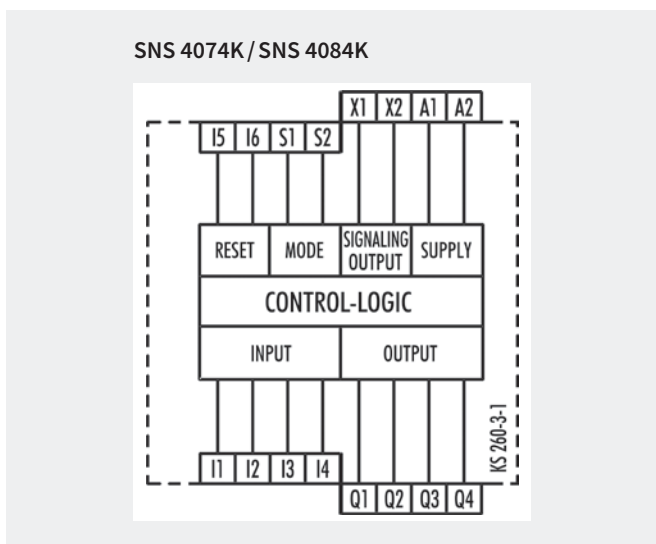 SNS 4074K / SNS 4084K
X1 X2 A1 A2
I5 I6 S1 S2
RESET MODE SIGNALING OUTPUT SUPPLY
CONTROL-LOGIC
INPUT OUTPUT
KS 260-3-1
I1 I2 I3 I4
Q1 Q2 Q3 Q4